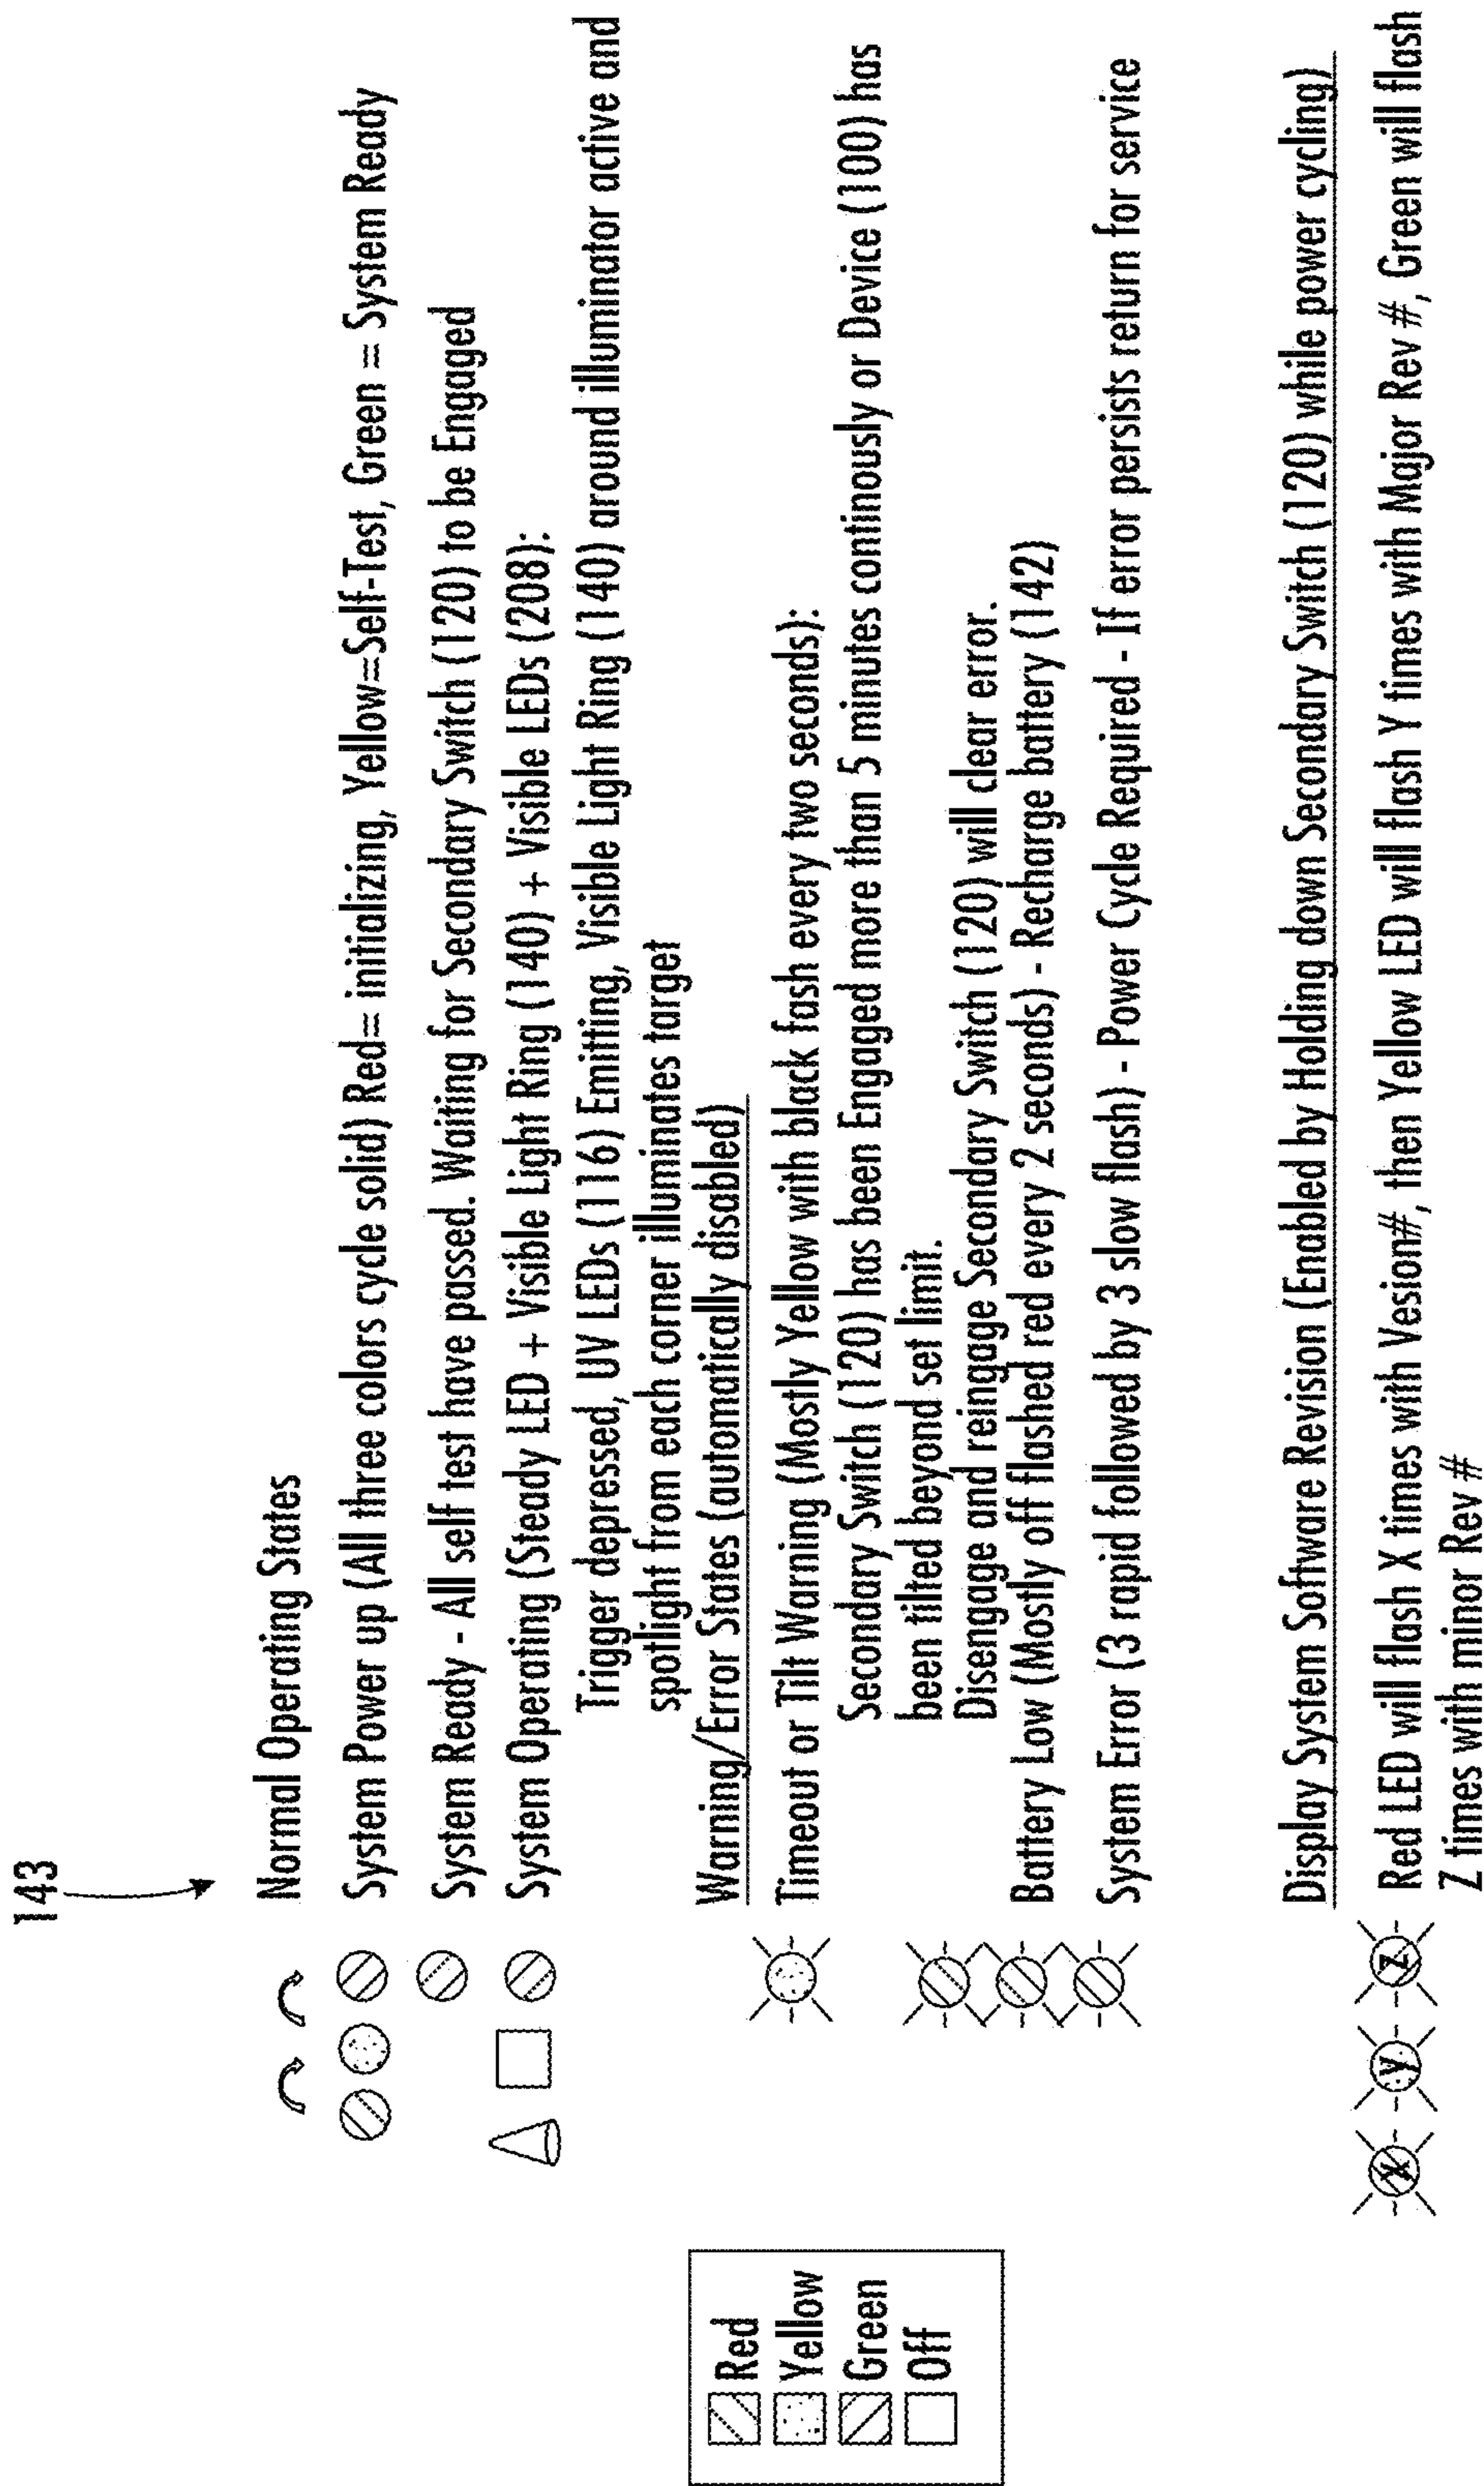 143
Normal Operating States
System Power up (All three colors cycle solid) Red= initializing, Yellow=Self-Test, Green = System Ready
System Ready - All self test have passed. Waiting for Secondary Switch (120) to be Engaged
System Operating (Steady LED + Visible Light Ring (140) + Visible LEDs (208):
Trigger depressed, UV LEDs (116) Emitting, Visible Light Ring (140) around illuminator active and
spotlight from each corner illuminates target
Warning/Error States (automatically disabled)
Timeout or Tilt Warning (Mostly Yellow with black fash every two seconds):
Secondary Switch (120) has been Engaged more than 5 minutes continously or Device (100) has
been tilted beyond set limit.
Disengage and reingage Secondary Switch (120) will clear error.
Battery Low (Mostly off flashed red every 2 seconds) - Recharge battery (142)
System Error (3 rapid followed by 3 slow flash) - Power Cycle Required - If error persists return for service
Display System Software Revision (Enabled by Holding down Secondary Switch (120) while power cycling)
X Y Z
Red LED will flash X times with Vesion#, then Yellow LED will flash Y times with Major Rev #, Green will flash
Z times with minor Rev #
Red
Yellow
Green
Off